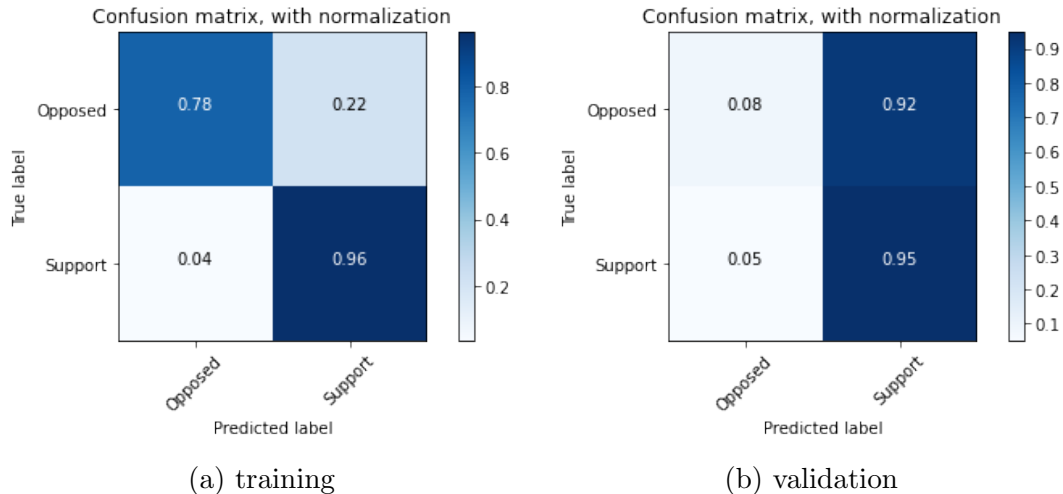 Confusion matrix, with normalization
Opposed
Support
True label
0.78
0.22
0.04
0.96
0.8
0.6
0.4
0.2
Opposed
Support
Predicted label
(a) training
Confusion matrix, with normalization
Opposed
Support
True label
0.08
0.92
0.05
0.95
0.9
0.8
0.7
0.6
0.5
0.4
0.3
0.2
0.1
Opposed
Support
Predicted label
(b) validation